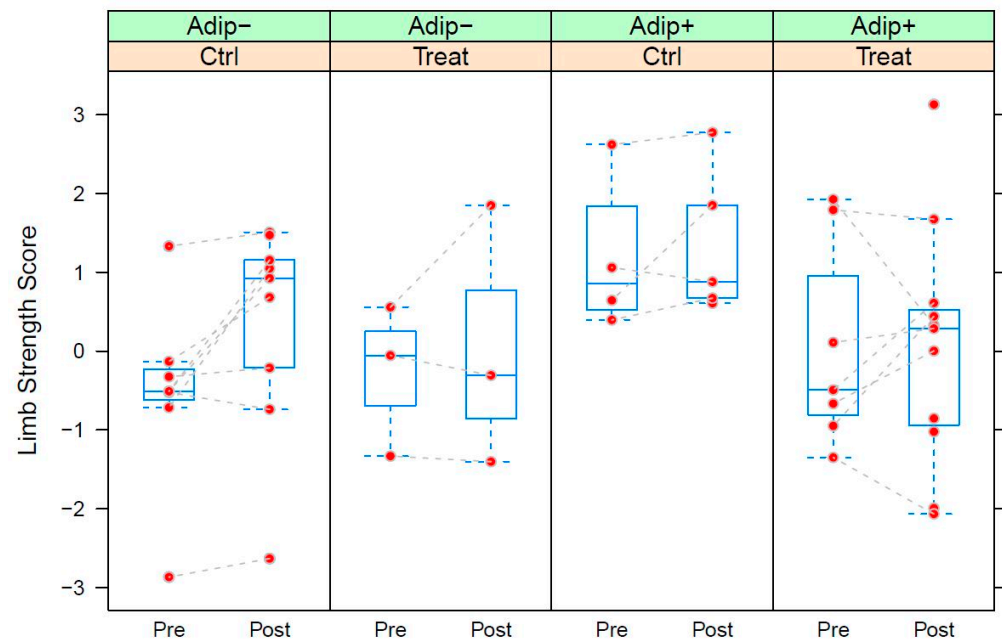 Adip− Adip− Adip+ Adip+
Ctrl Treat Ctrl Treat
Limb Strength Score
3
2
1
0
−1
−2
−3
Pre Post Pre Post Pre Post Pre Post